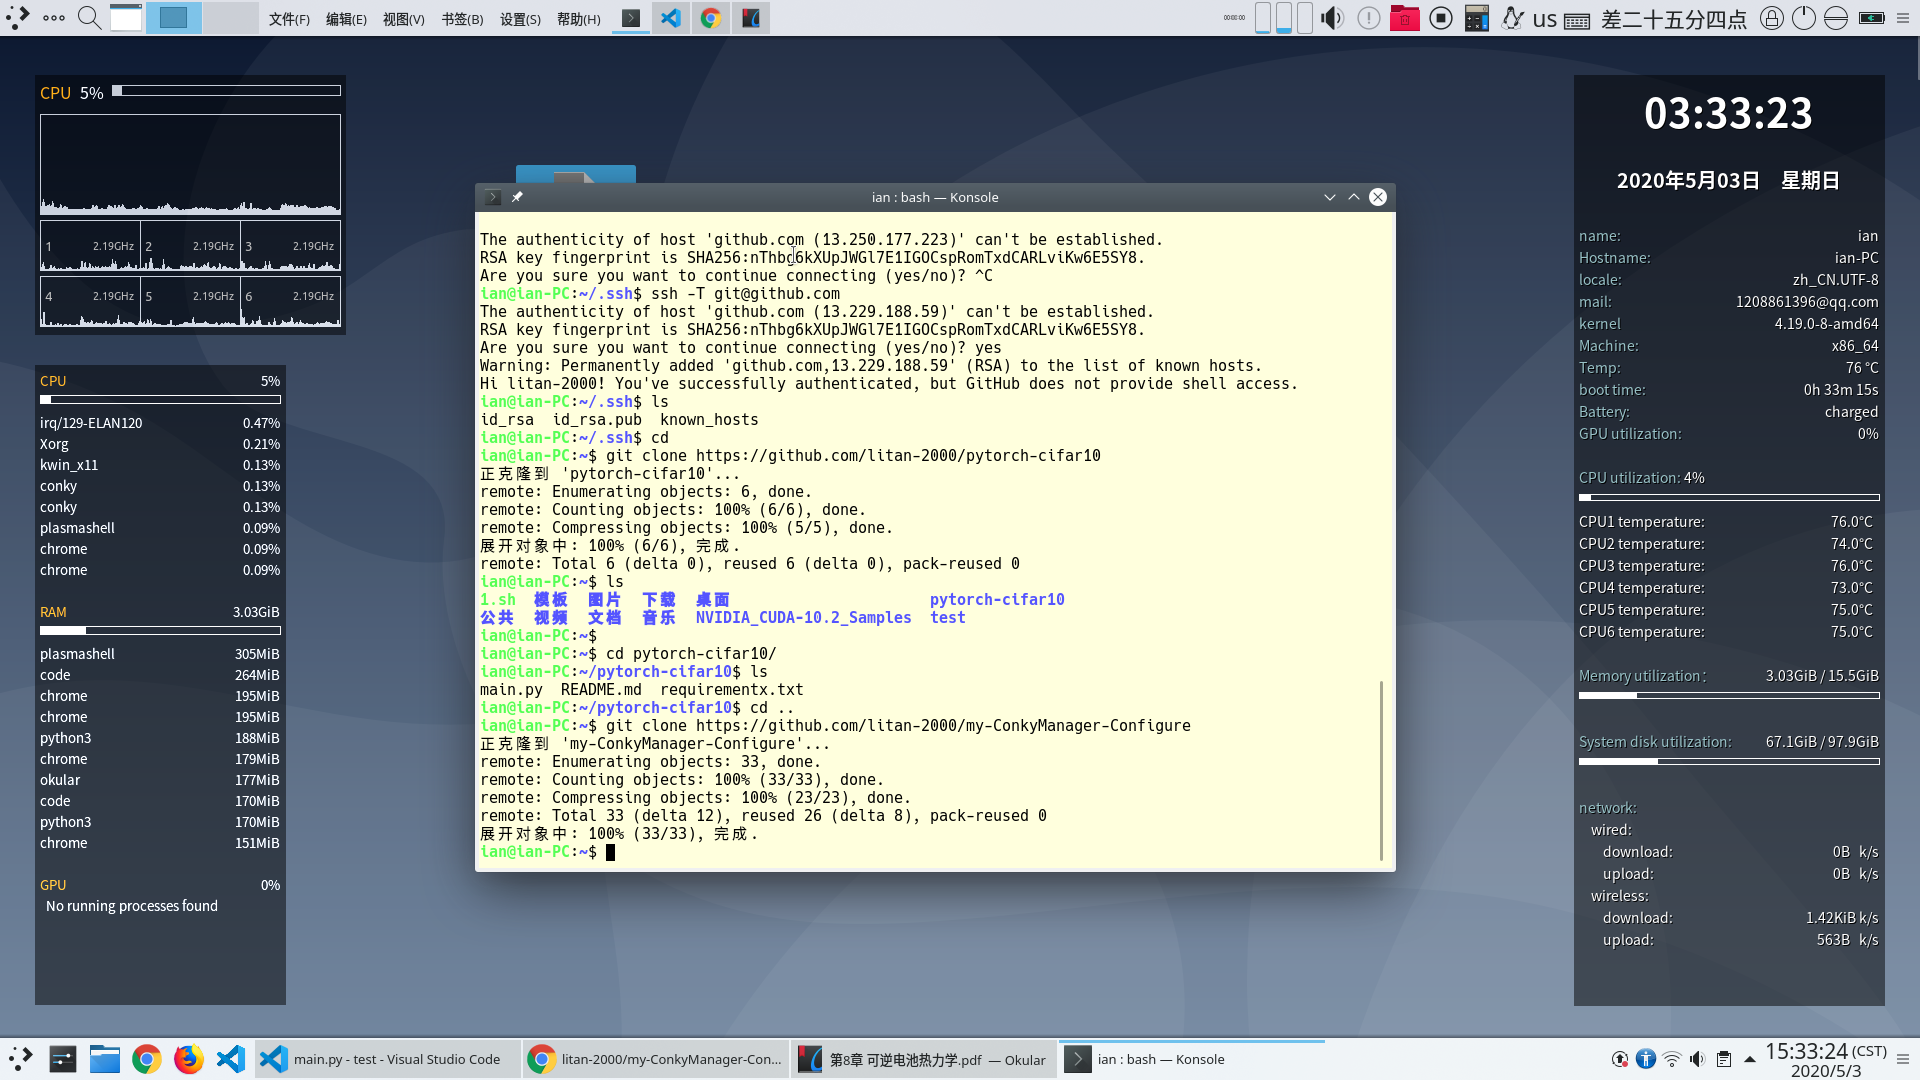 文件(F) 编辑(E) 视图(V) 书签(B) 设置(S) 帮助(H)
us 差二十五分四点
CPU 5%
1 2.19GHz 2 2.19GHz 3 2.19GHz
4 2.19GHz 5 2.19GHz 6 2.19GHz
CPU 5%
irq/129-ELAN120 0.47%
Xorg 0.21%
kwin_x11 0.13%
conky 0.13%
conky 0.13%
plasmashell 0.09%
chrome 0.09%
chrome 0.09%
RAM 3.03GiB
plasmashell 305MiB
code 264MiB
chrome 195MiB
chrome 195MiB
python3 188MiB
chrome 179MiB
okular 177MiB
code 170MiB
python3 170MiB
chrome 151MiB
GPU 0%
No running processes found
ian : bash — Konsole
The authenticity of host 'github.com (13.250.177.223)' can't be established.
RSA key fingerprint is SHA256:nThbg6kXUpJWGl7E1IGOCspRomTxdCARLviKw6E5SY8.
Are you sure you want to continue connecting (yes/no)? ^C
ian@ian-PC:~/.ssh$ ssh -T git@github.com
The authenticity of host 'github.com (13.229.188.59)' can't be established.
RSA key fingerprint is SHA256:nThbg6kXUpJWGl7E1IGOCspRomTxdCARLviKw6E5SY8.
Are you sure you want to continue connecting (yes/no)? yes
Warning: Permanently added 'github.com,13.229.188.59' (RSA) to the list of known hosts.
Hi litan-2000! You've successfully authenticated, but GitHub does not provide shell access.
ian@ian-PC:~/.ssh$ ls
id_rsa  id_rsa.pub  known_hosts
ian@ian-PC:~/.ssh$ cd
ian@ian-PC:~$ git clone https://github.com/litan-2000/pytorch-cifar10
正克隆到 'pytorch-cifar10'...
remote: Enumerating objects: 6, done.
remote: Counting objects: 100% (6/6), done.
remote: Compressing objects: 100% (5/5), done.
展开对象中: 100% (6/6), 完成.
remote: Total 6 (delta 0), reused 6 (delta 0), pack-reused 0
ian@ian-PC:~$ ls
1.sh  模板  图片  下载  桌面  pytorch-cifar10
公共  视频  文档  音乐  NVIDIA_CUDA-10.2_Samples  test
ian@ian-PC:~$
ian@ian-PC:~$ cd pytorch-cifar10/
ian@ian-PC:~/pytorch-cifar10$ ls
main.py  README.md  requirementx.txt
ian@ian-PC:~/pytorch-cifar10$ cd ..
ian@ian-PC:~$ git clone https://github.com/litan-2000/my-ConkyManager-Configure
正克隆到 'my-ConkyManager-Configure'...
remote: Enumerating objects: 33, done.
remote: Counting objects: 100% (33/33), done.
remote: Compressing objects: 100% (23/23), done.
remote: Total 33 (delta 12), reused 26 (delta 8), pack-reused 0
展开对象中: 100% (33/33), 完成.
ian@ian-PC:~$
03:33:23
2020年5月03日 星期日
name: ian
Hostname: ian-PC
locale: zh_CN.UTF-8
mail: 1208861396@qq.com
kernel 4.19.0-8-amd64
Machine: x86_64
Temp: 76 °C
boot time: 0h 33m 15s
Battery: charged
GPU utilization: 0%
CPU utilization: 4%
CPU1 temperature: 76.0°C
CPU2 temperature: 74.0°C
CPU3 temperature: 76.0°C
CPU4 temperature: 73.0°C
CPU5 temperature: 75.0°C
CPU6 temperature: 75.0°C
Memory utilization: 3.03GiB / 15.5GiB
System disk utilization: 67.1GiB / 97.9GiB
network:
wired:
download: 0B k/s
upload: 0B k/s
wireless:
download: 1.42KiB k/s
upload: 563B k/s
main.py - test - Visual Studio Code
litan-2000/my-ConkyManager-Con...
第8章 可逆电池热力学.pdf — Okular
ian : bash — Konsole
15:33:24 (CST)
2020/5/3